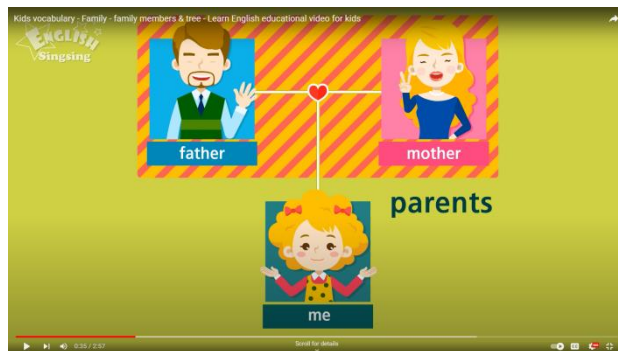 Kids vocabulary - Family - family members & tree - Learn English educational video for kids
ENGLISH
Singsing
father
mother
parents
me
0:35 / 2:57
Scroll for details